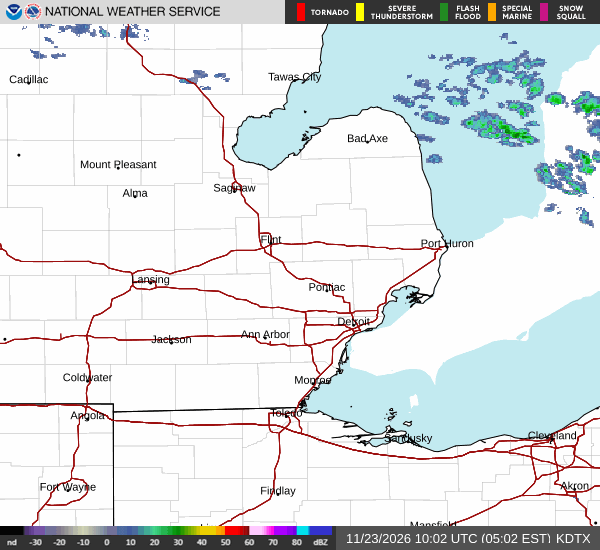 NATIONAL WEATHER SERVICE
TORNADO
SEVERE THUNDERSTORM
FLASH FLOOD
SPECIAL MARINE
SNOW SQUALL
Cadillac
Tawas City
Bad Axe
Mount Pleasant
Alma
Saginaw
Flint
Port Huron
Lansing
Pontiac
Detroit
Jackson
Ann Arbor
Coldwater
Monroe
Angola
Toledo
Sandusky
Cleveland
Fort Wayne
Findlay
Akron
Mansfield
nd -30 -20 -10 0 10 20 30 40 50 60 70 80 dBZ
11/23/2026 10:02 UTC (05:02 EST) KDTX